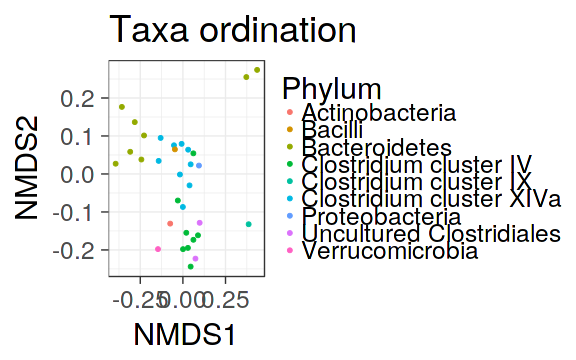 Taxa ordination
NMDS2
0.2
0.1
0.0
-0.1
-0.2
-0.25
0.00
0.25
NMDS1
Phylum
Actinobacteria
Bacilli
Bacteroidetes
Clostridium cluster IV
Clostridium cluster IX
Clostridium cluster XIVa
Proteobacteria
Uncultured Clostridiales
Verrucomicrobia